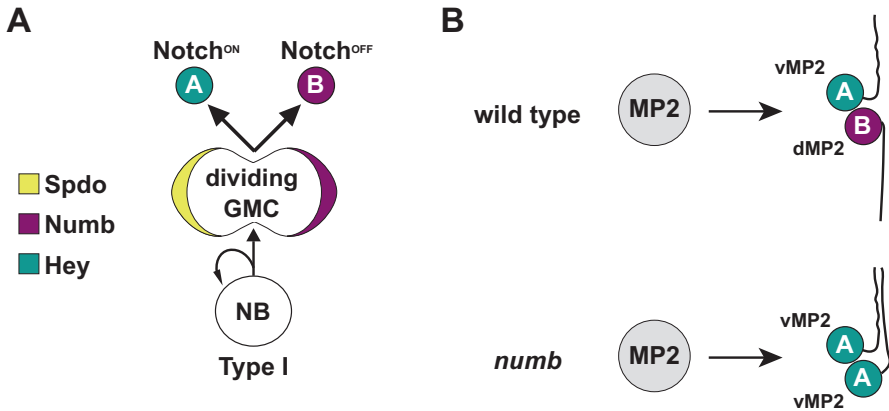 A
Notch^ON Notch^OFF
A B
dividing
GMC
Spdo
Numb
Hey
NB
Type I
B
wild type
MP2
vMP2
A
B
dMP2
numb
MP2
vMP2
A
A
vMP2